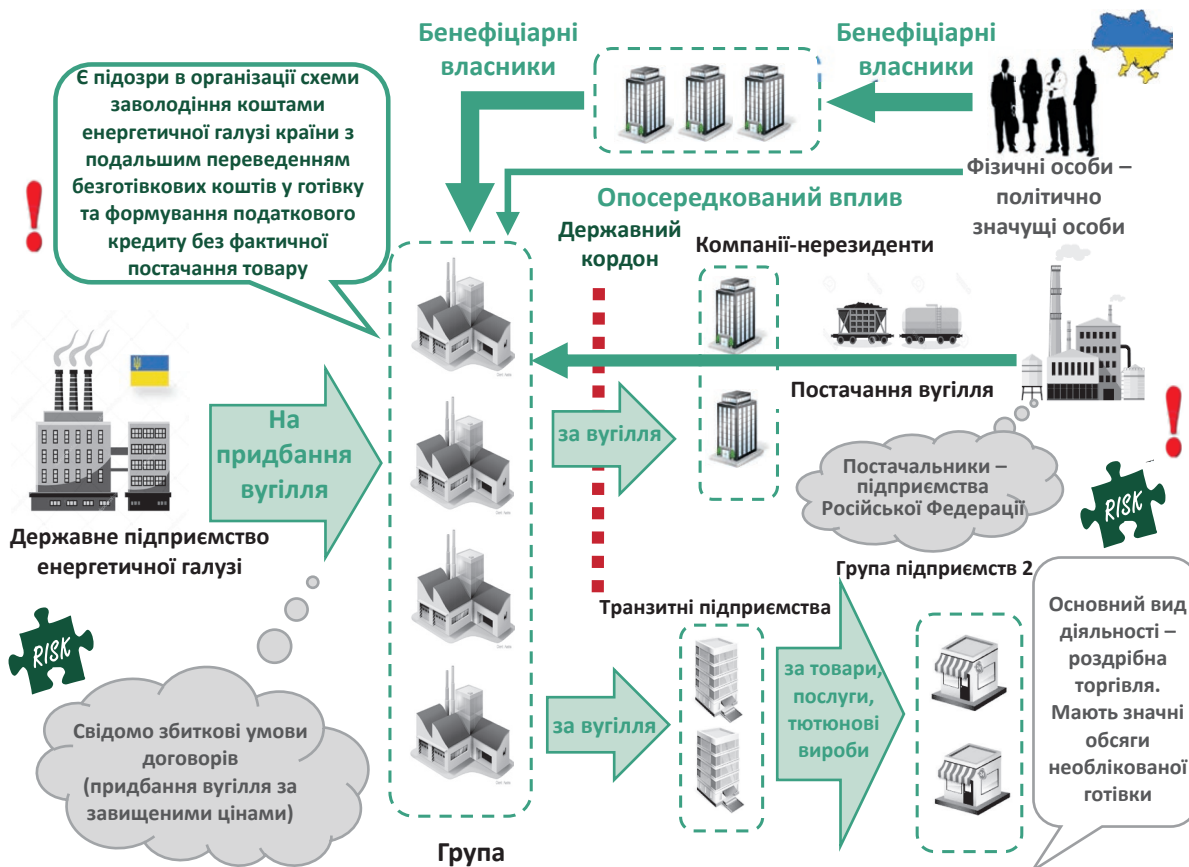 Бенефіціарні
власники
Бенефіціарні
власники
Є підозри в організації схеми
заволодіння коштами
енергетичної галузі країни з
подальшим переведенням
безготівкових коштів у готівку
та формування податкового
кредиту без фактичної
постачання товару
Фізичні особи –
політично
значущі особи
Опосередкований вплив
Державний
кордон
Компанії-нерезиденти
Постачання вугілля
На
придбання
вугілля
за вугілля
Постачальники –
підприємства
Російської Федерації
RISK
Державне підприємство
енергетичної галузі
Група підприємств 2
Транзитні підприємства
Основний вид
діяльності –
роздрібна
торгівля.
Мають значні
обсяги
необлікованої
готівки
RISK
за товари,
послуги,
тютюнові
вироби
за вугілля
Свідомо збиткові умови
договорів
(придбання вугілля за
завищеними цінами)
Група